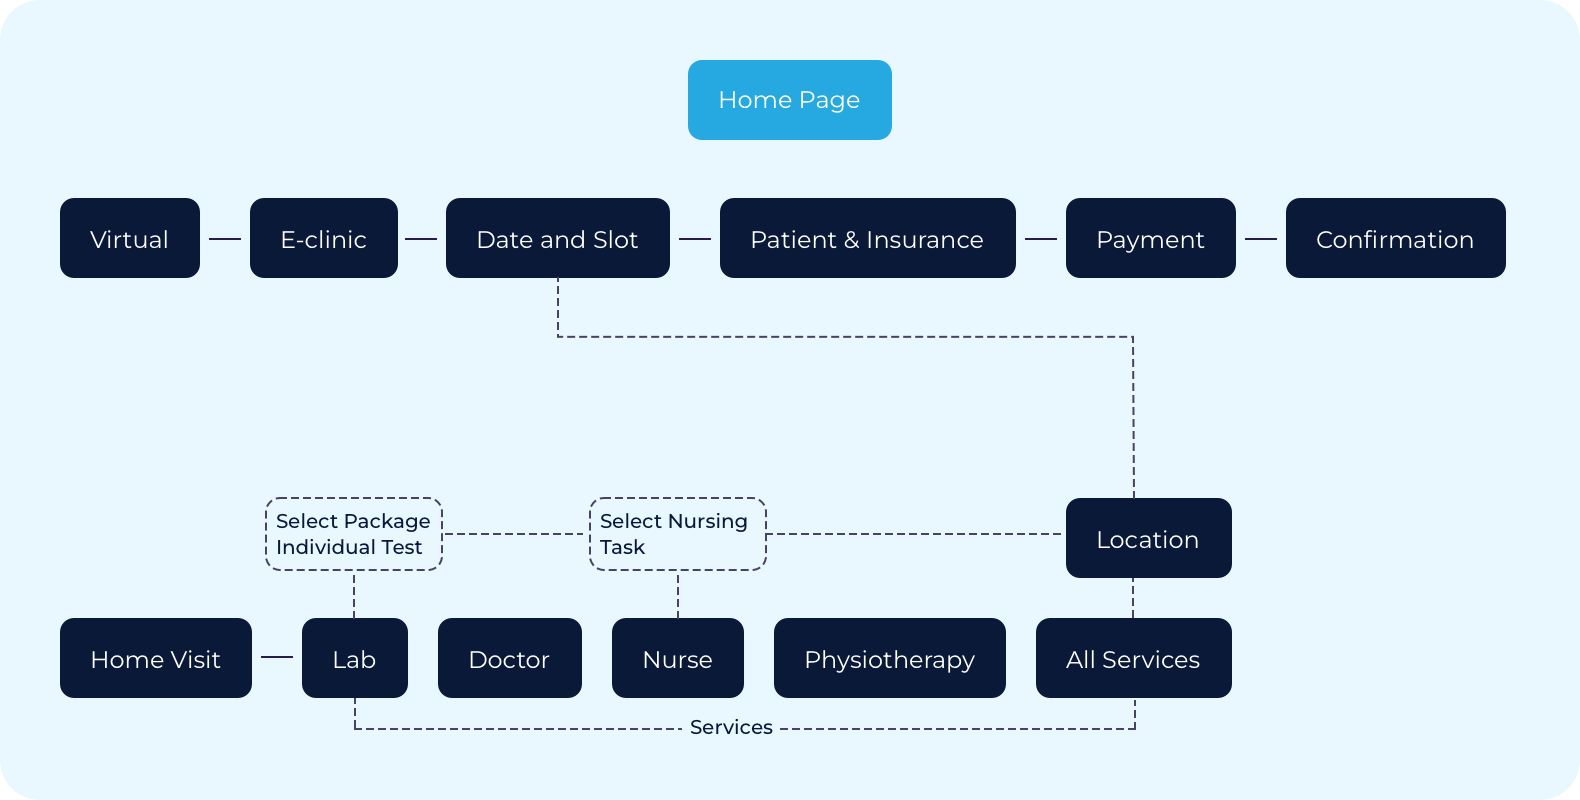 Home Page
Virtual
E-clinic
Date and Slot
Patient & Insurance
Payment
Confirmation
Select Package
Individual Test
Select Nursing
Task
Location
Home Visit
Lab
Doctor
Nurse
Physiotherapy
All Services
Services